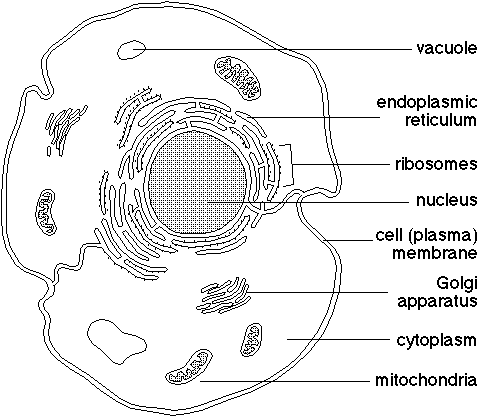 vacuole
endoplasmic
reticulum
ribosomes
nucleus
cell (plasma)
membrane
Golgi
apparatus
cytoplasm
mitochondria